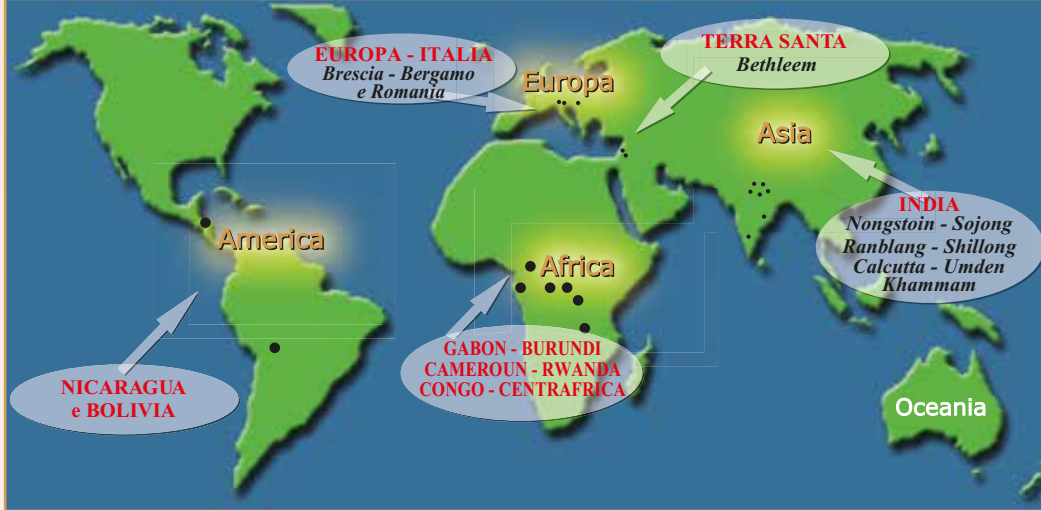 EUROPA - ITALIA
Brescia - Bergamo
e Romania
TERRA SANTA
Bethleem
Europa
Asia
INDIA
Nongstoin - Sojong
Ranblang - Shillong
Calcutta - Umden
Khammam
America
Africa
GABON - BURUNDI
CAMEROUN - RWANDA
CONGO - CENTRAFRICA
NICARAGUA
e BOLIVIA
Oceania